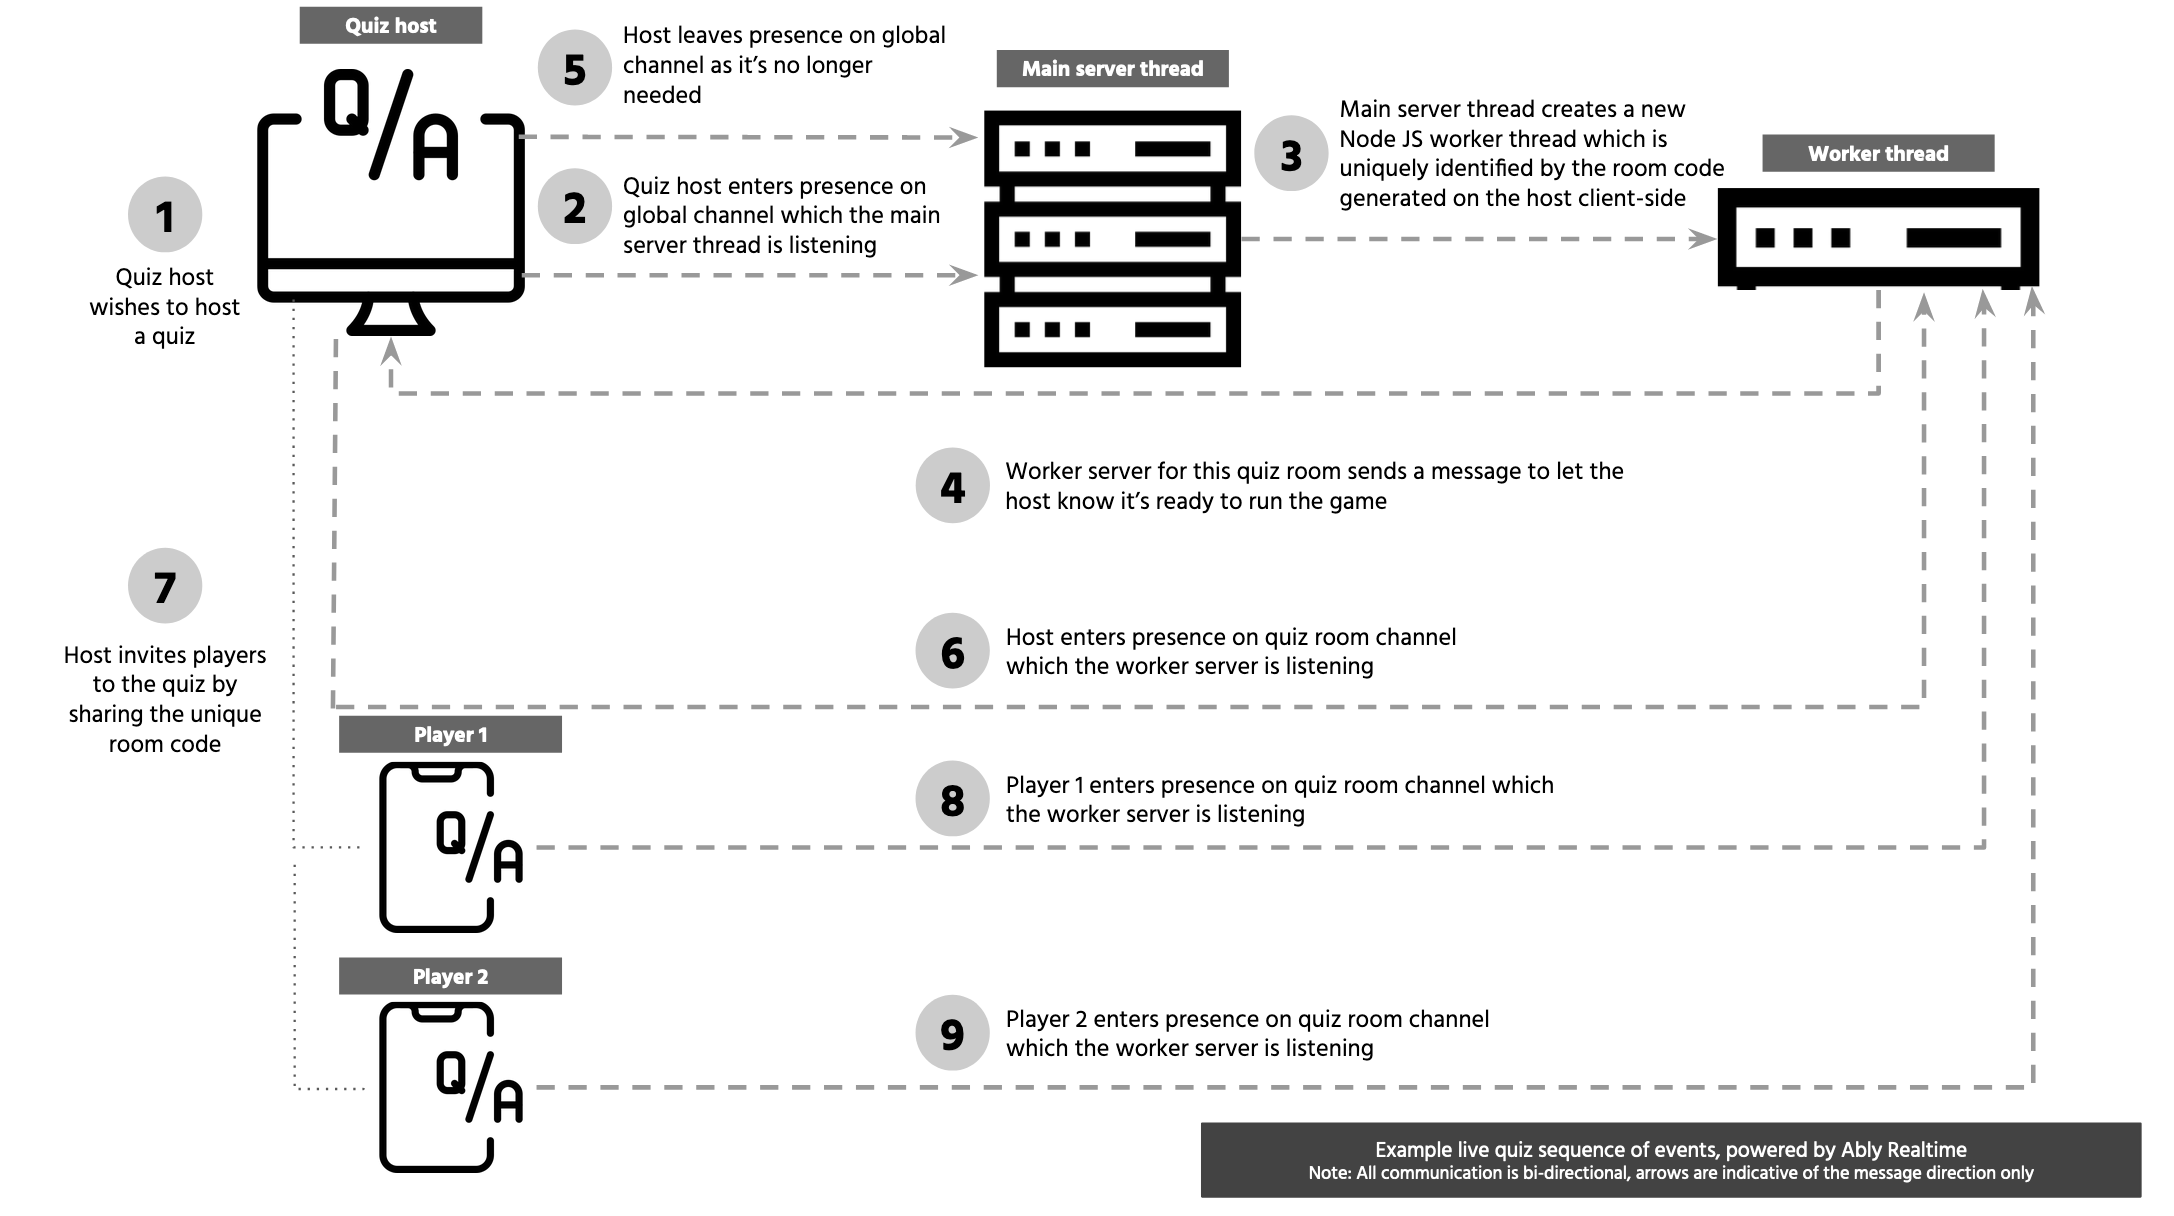 Quiz host
Q/A
5
Host leaves presence on global
channel as it’s no longer
needed
Main server thread
3
Main server thread creates a new
Node JS worker thread which is
uniquely identified by the room code
generated on the host client-side
Worker thread
1
Quiz host
wishes to host
a quiz
2
Quiz host enters presence on
global channel which the main
server thread is listening
4
Worker server for this quiz room sends a message to let the
host know it’s ready to run the game
7
Host invites players
to the quiz by
sharing the unique
room code
6
Host enters presence on quiz room channel
which the worker server is listening
Player 1
Q/A
8
Player 1 enters presence on quiz room channel which
the worker server is listening
Player 2
Q/A
9
Player 2 enters presence on quiz room channel
which the worker server is listening
Example live quiz sequence of events, powered by Ably Realtime
Note: All communication is bi-directional, arrows are indicative of the message direction only